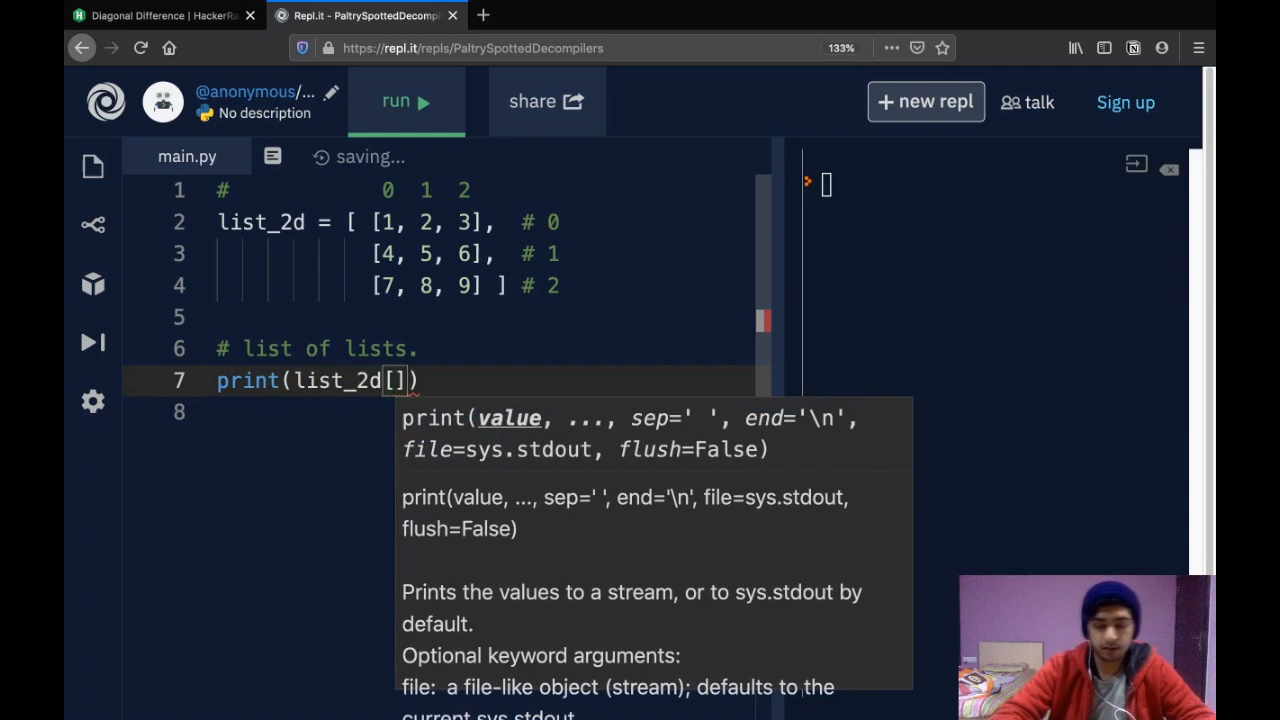 Diagonal Difference | HackerRa
Repl.it - PaltrySpottedDecompil
https://repl.it/repls/PaltrySpottedDecompilers
133%
@anonymous/...
No description
run
share
+ new repl
talk
Sign up
main.py
saving...
1 # 0 1 2
2 list_2d = [ [1, 2, 3], # 0
3 [4, 5, 6], # 1
4 [7, 8, 9] ] # 2
5
6 # list of lists.
7 print(list_2d[])
8
print(value, ..., sep=' ', end='\n',
file=sys.stdout, flush=False)
print(value, ..., sep=' ', end='\n', file=sys.stdout,
flush=False)
Prints the values to a stream, or to sys.stdout by
default.
Optional keyword arguments:
file: a file-like object (stream); defaults to the
current sys.stdout